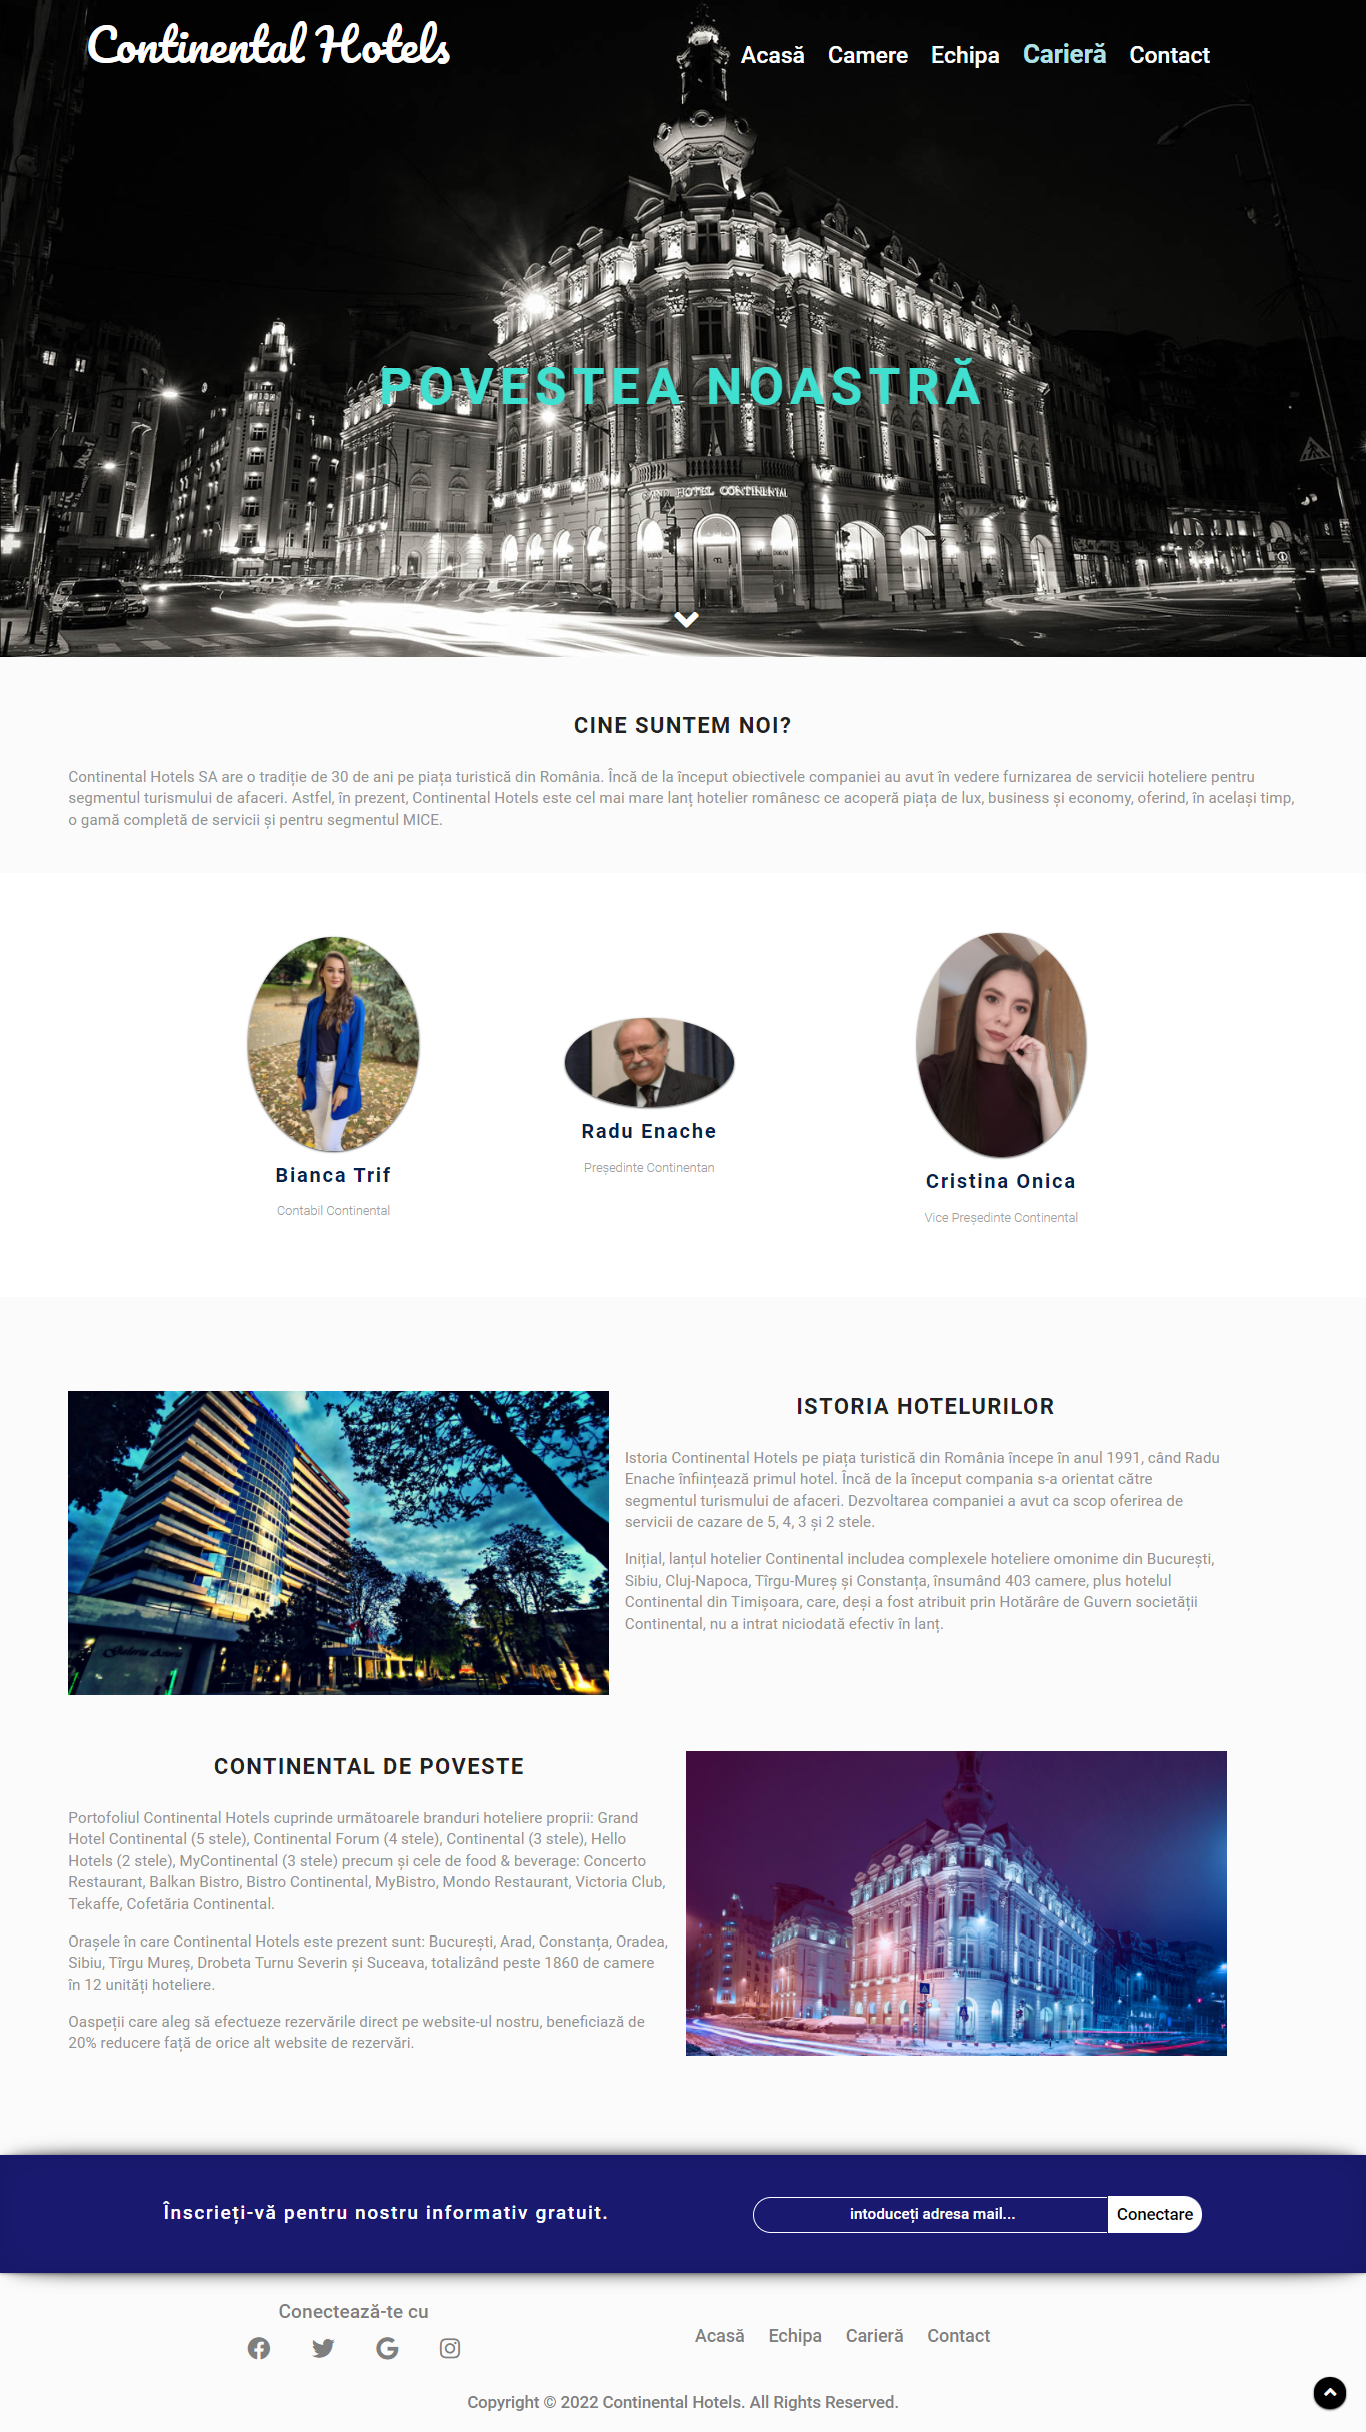 Continental Hotels
Acasă Camere Echipa Carieră Contact
POVESTEA NOASTRĂ
GRAND HOTEL CONTINENTAL
CINE SUNTEM NOI?
Continental Hotels SA are o tradiție de 30 de ani pe piața turistică din România. Încă de la început obiectivele companiei au avut în vedere furnizarea de servicii hoteliere pentru
segmentul turismului de afaceri. Astfel, în prezent, Continental Hotels este cel mai mare lanț hotelier românesc ce acoperă piața de lux, business și economy, oferind, în același timp,
o gamă completă de servicii și pentru segmentul MICE.
Bianca Trif
Contabil Continental
Radu Enache
Președinte Continentan
Cristina Onica
Vice Președinte Continental
ISTORIA HOTELURILOR
Istoria Continental Hotels pe piața turistică din România începe în anul 1991, când Radu
Enache înființează primul hotel. Încă de la început compania s-a orientat către
segmentul turismului de afaceri. Dezvoltarea companiei a avut ca scop oferirea de
servicii de cazare de 5, 4, 3 și 2 stele.
Inițial, lanțul hotelier Continental includea complexele hoteliere omonime din București,
Sibiu, Cluj-Napoca, Tîrgu-Mureș și Constanța, însumând 403 camere, plus hotelul
Continental din Timișoara, care, deși a fost atribuit prin Hotărâre de Guvern societății
Continental, nu a intrat niciodată efectiv în lanț.
CONTINENTAL DE POVESTE
Portofoliul Continental Hotels cuprinde următoarele branduri hoteliere proprii: Grand
Hotel Continental (5 stele), Continental Forum (4 stele), Continental (3 stele), Hello
Hotels (2 stele), MyContinental (3 stele) precum și cele de food & beverage: Concerto
Restaurant, Balkan Bistro, Bistro Continental, MyBistro, Mondo Restaurant, Victoria Club,
Tekaffe, Cofetăria Continental.
Orașele în care Continental Hotels este prezent sunt: București, Arad, Constanța, Oradea,
Sibiu, Tîrgu Mureș, Drobeta Turnu Severin și Suceava, totalizând peste 1860 de camere
în 12 unități hoteliere.
Oaspeții care aleg să efectueze rezervările direct pe website-ul nostru, beneficiază de
20% reducere față de orice alt website de rezervări.
Înscrieți-vă pentru nostru informativ gratuit.
intoduceți adresa mail...
Conectare
Conectează-te cu
Acasă Echipa Carieră Contact
Copyright © 2022 Continental Hotels. All Rights Reserved.